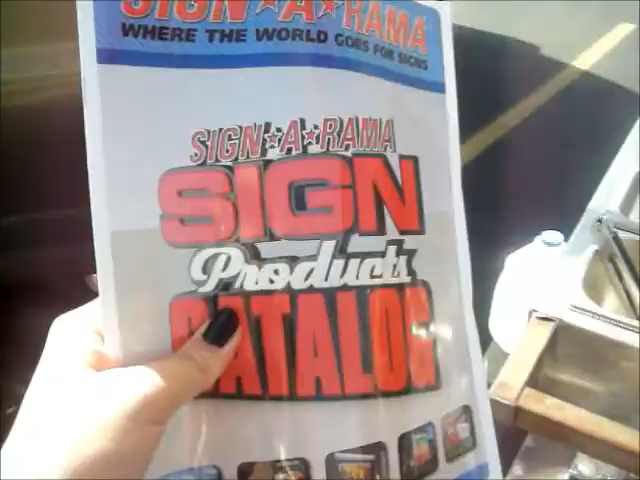 SIGN★A★RAMA
WHERE THE WORLD GOES FOR SIGNS
SIGN★A★RAMA
SIGN
Products
CATALOG